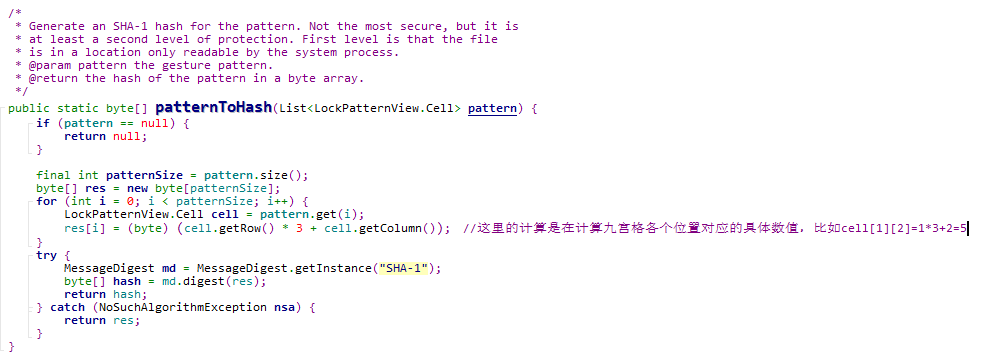 /*
 * Generate an SHA-1 hash for the pattern. Not the most secure, but it is
 * at least a second level of protection. First level is that the file
 * is in a location only readable by the system process.
 * @param pattern the gesture pattern.
 * @return the hash of the pattern in a byte array.
 */
public static byte[] patternToHash(List<LockPatternView.Cell> pattern) {
    if (pattern == null) {
        return null;
    }

    final int patternSize = pattern.size();
    byte[] res = new byte[patternSize];
    for (int i = 0; i < patternSize; i++) {
        LockPatternView.Cell cell = pattern.get(i);
        res[i] = (byte) (cell.getRow() * 3 + cell.getColumn());  //这里的计算是在计算九宫格各个位置对应的具体数值，比如cell[1][2]=1*3+2=5
    }
    try {
        MessageDigest md = MessageDigest.getInstance("SHA-1");
        byte[] hash = md.digest(res);
        return hash;
    } catch (NoSuchAlgorithmException nsa) {
        return res;
    }
}